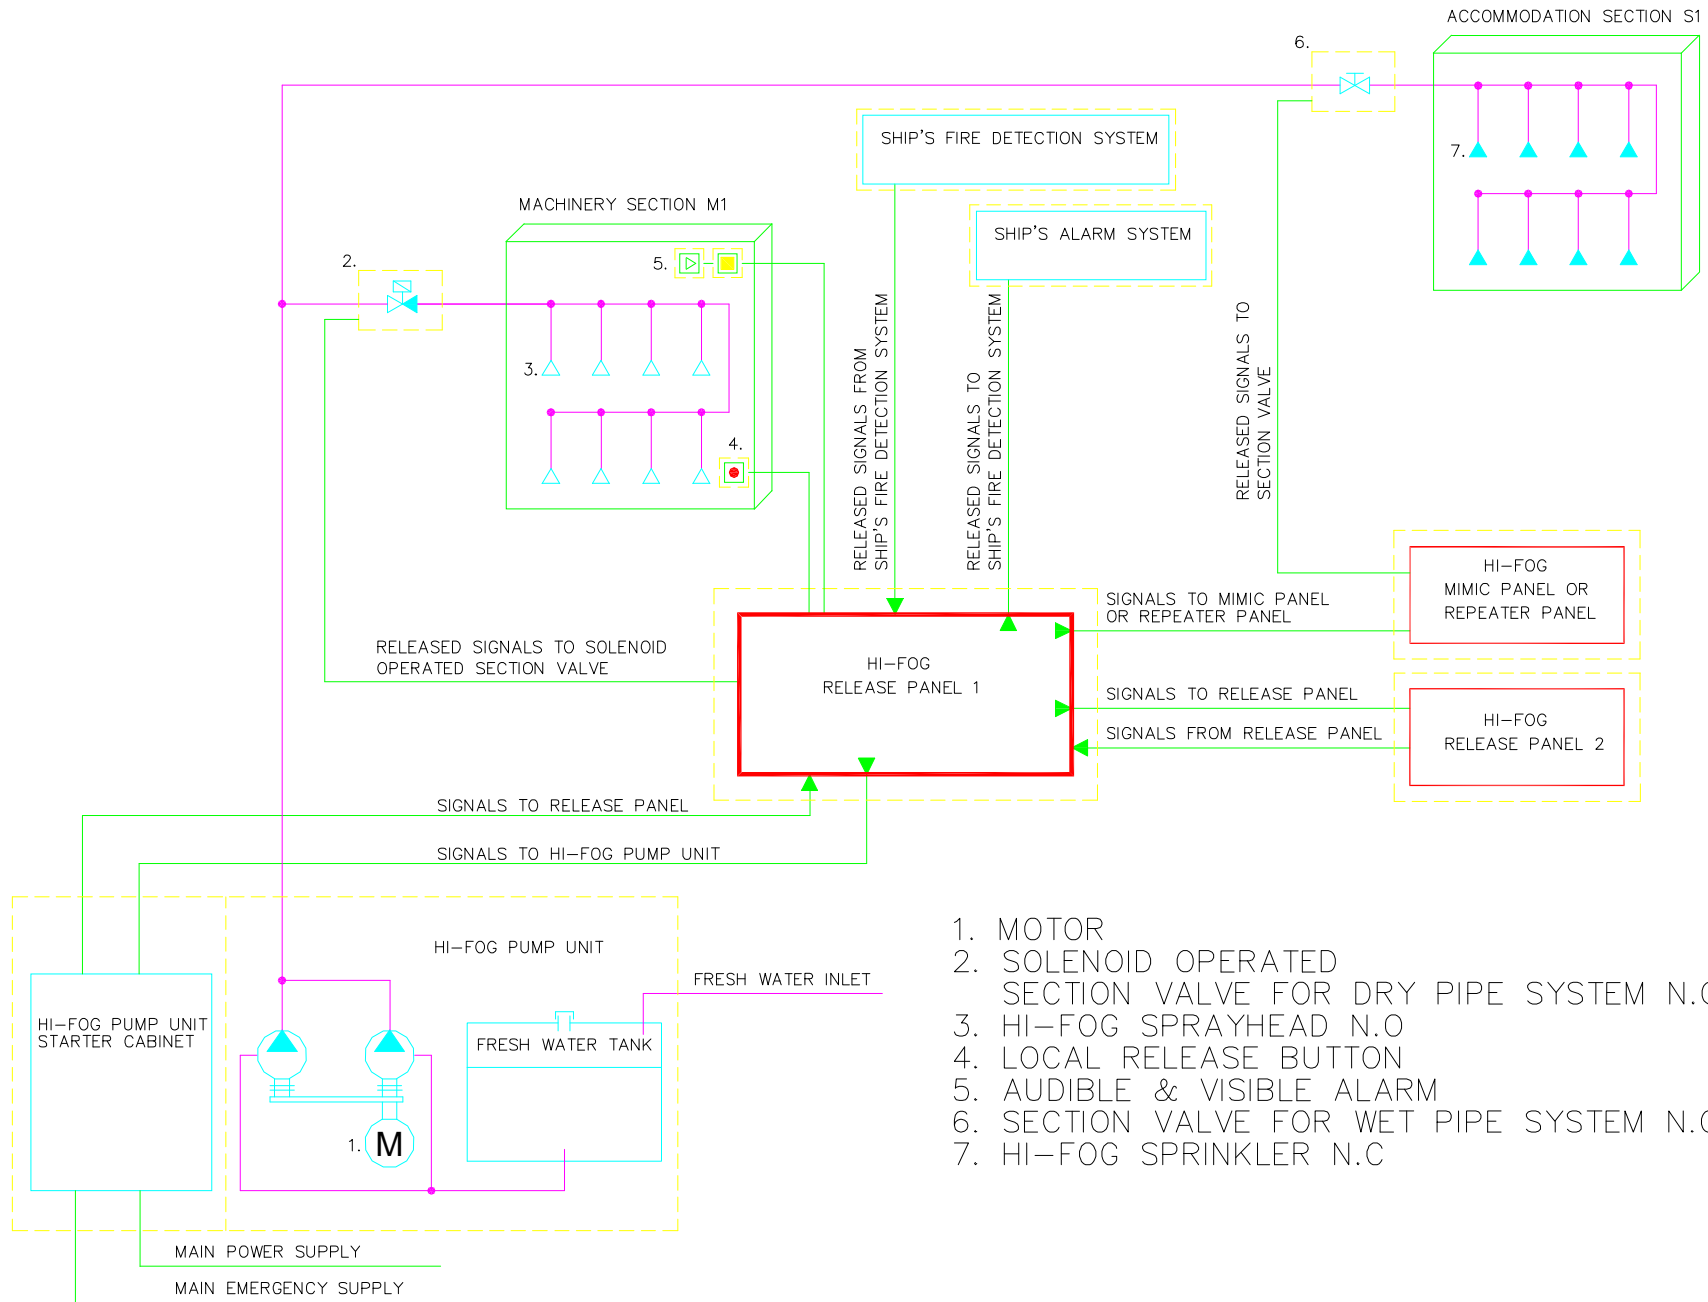 ACCOMMODATION SECTION S1
6.
SHIP'S FIRE DETECTION SYSTEM
7.
MACHINERY SECTION M1
SHIP'S ALARM SYSTEM
2.
5.
3.
4.
RELEASED SIGNALS FROM
SHIP'S FIRE DETECTION SYSTEM
RELEASED SIGNALS TO
SHIP'S FIRE DETECTION SYSTEM
RELEASED SIGNALS TO
SECTION VALVE
HI-FOG
MIMIC PANEL OR
REPEATER PANEL
SIGNALS TO MIMIC PANEL
OR REPEATER PANEL
RELEASED SIGNALS TO SOLENOID
OPERATED SECTION VALVE
HI-FOG
RELEASE PANEL 1
SIGNALS TO RELEASE PANEL
SIGNALS FROM RELEASE PANEL
HI-FOG
RELEASE PANEL 2
SIGNALS TO RELEASE PANEL
SIGNALS TO HI-FOG PUMP UNIT
HI-FOG PUMP UNIT
FRESH WATER INLET
HI-FOG PUMP UNIT
STARTER CABINET
FRESH WATER TANK
1.
M
MAIN POWER SUPPLY
MAIN EMERGENCY SUPPLY
1. MOTOR
2. SOLENOID OPERATED
SECTION VALVE FOR DRY PIPE SYSTEM N.
3. HI-FOG SPRAYHEAD N.O
4. LOCAL RELEASE BUTTON
5. AUDIBLE & VISIBLE ALARM
6. SECTION VALVE FOR WET PIPE SYSTEM N.
7. HI-FOG SPRINKLER N.C